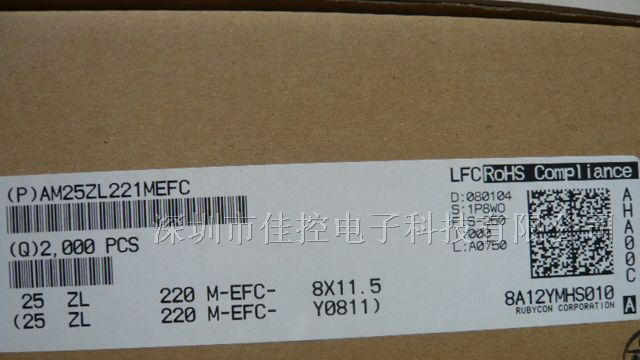 LFC RoHS Compliance
(P)AM25ZL221MEFC
D:080104
S:1P8WO
(Q)2,000 PCS
L:A0750
深圳市佳控电子科技有限公司
AHA00C
A
25 ZL 220 M-EFC- 8X11.5
(25 ZL 220 M-EFC- Y0811)
8A12YMHS010
RUBYCON CORPORATION